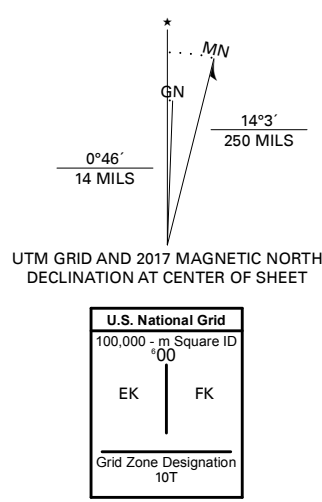 ★
MN
GN
14°3´
250 MILS
0°46´
14 MILS
UTM GRID AND 2017 MAGNETIC NORTH
DECLINATION AT CENTER OF SHEET
U.S. National Grid
100,000 - m Square ID
⁶00
EK FK
Grid Zone Designation
10T